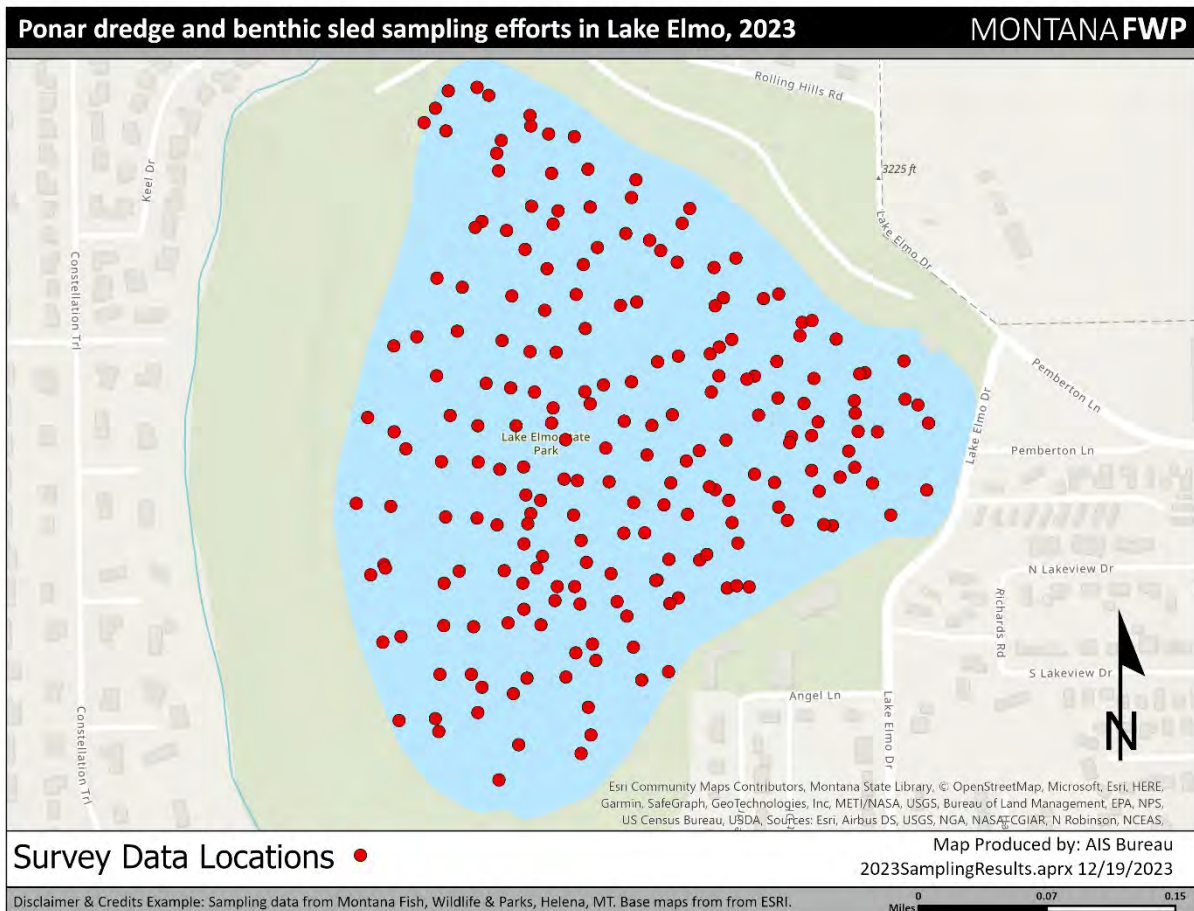 Ponar dredge and benthic sled sampling efforts in Lake Elmo, 2023
MONTANA FWP
Rolling Hills Rd
Keel Dr
3225 ft
Lake Elmo Dr
Constellation Trl
Pemberton Ln
Lake Elmo Dr
Lake Elmo State
Park
Pemberton Ln
N Lakeview Dr
Richards Rd
S Lakeview Dr
Angel Ln
Lake Elmo Dr
Constellation Trl
N
Esri Community Maps Contributors, Montana State Library, © OpenStreetMap, Microsoft, Esri, HERE,
Garmin, SafeGraph, GeoTechnologies, Inc, METI/NASA, USGS, Bureau of Land Management, EPA, NPS,
US Census Bureau, USDA, Sources: Esri, Airbus DS, USGS, NGA, NASA, CGIAR, N Robinson, NCEAS,
Survey Data Locations
Map Produced by: AIS Bureau
2023SamplingResults.aprx 12/19/2023
Disclaimer & Credits Example: Sampling data from Montana Fish, Wildlife & Parks, Helena, MT. Base maps from from ESRI.
0 0.07 0.15
Miles